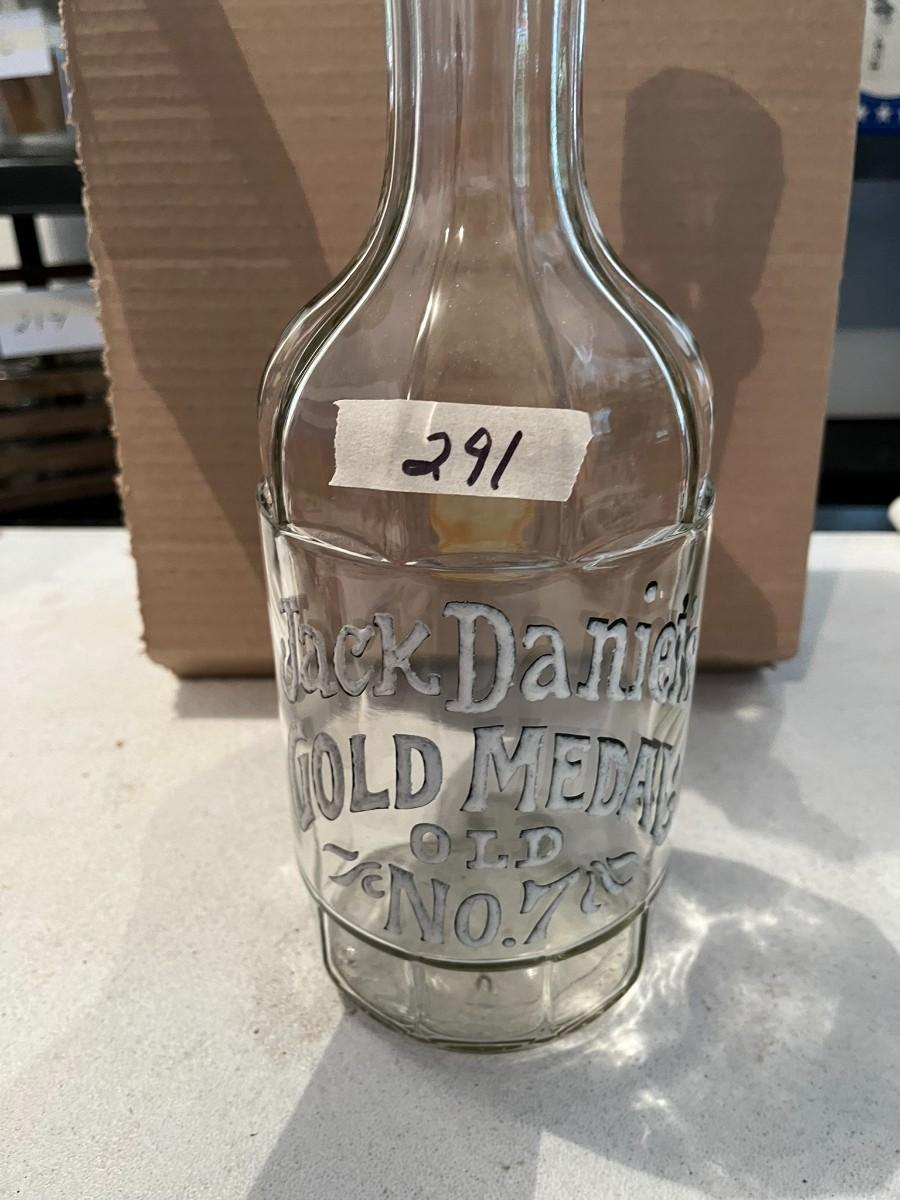 291
Jack Daniel's
GOLD MEDAL
OLD
No. 7